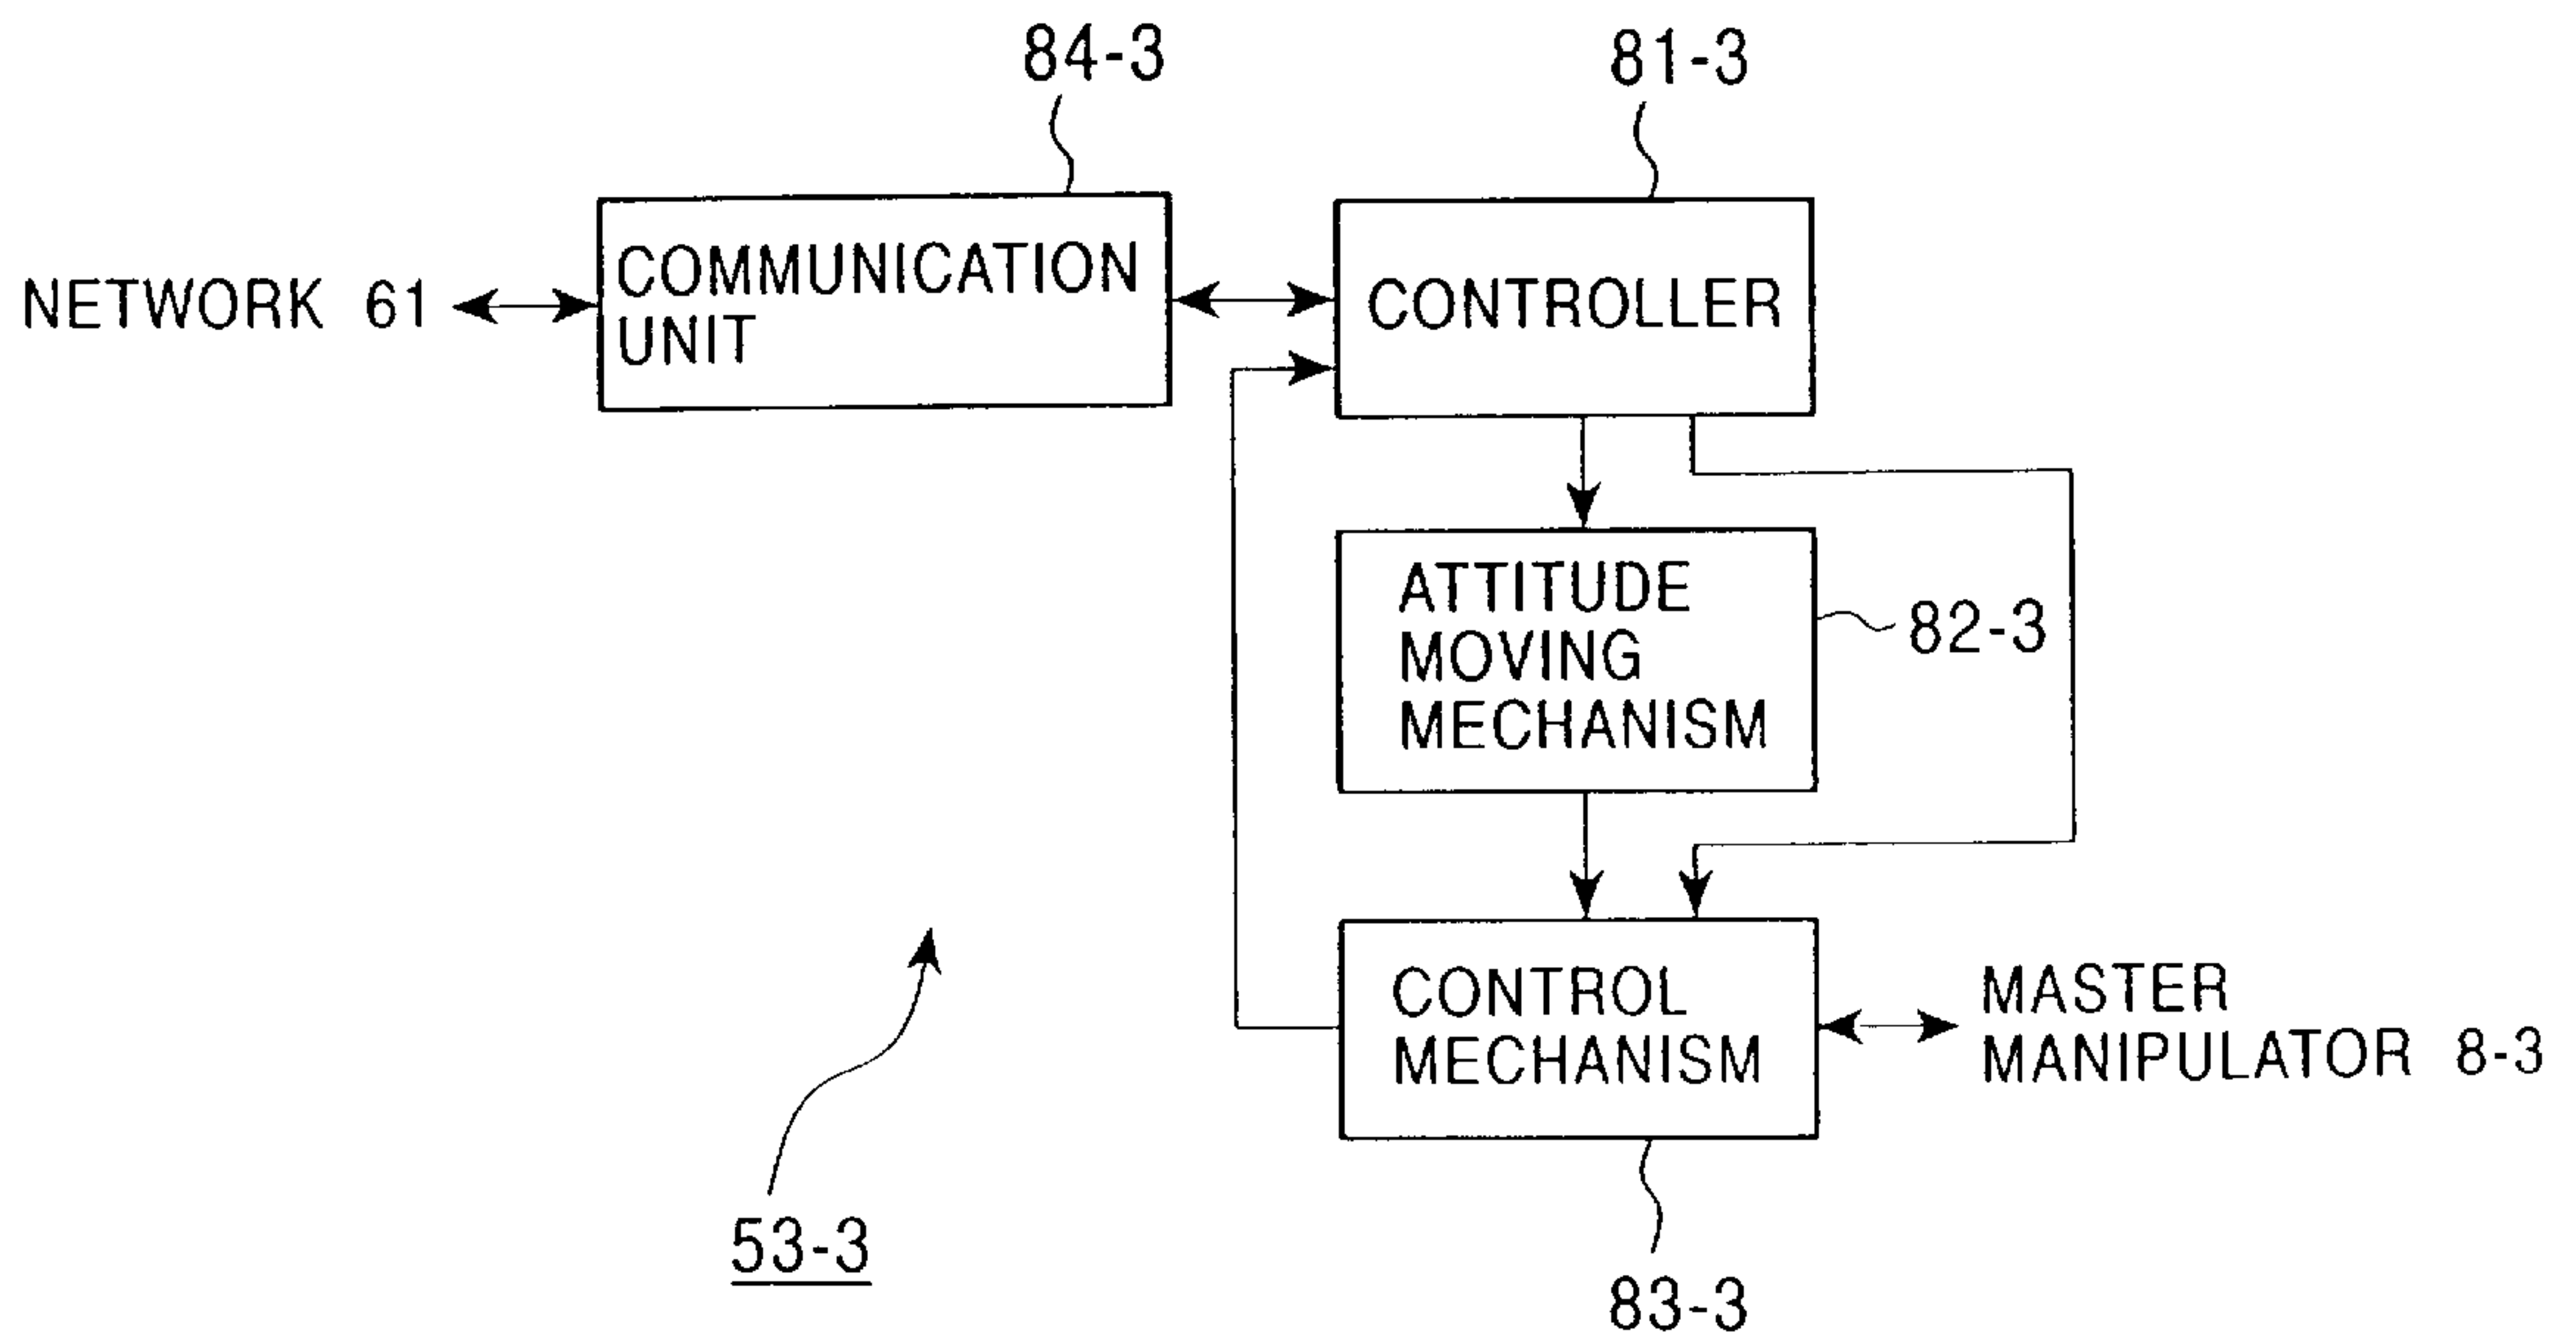 84-3
81-3
NETWORK 61
COMMUNICATION
UNIT
CONTROLLER
ATTITUDE
MOVING
MECHANISM
82-3
CONTROL
MECHANISM
MASTER
MANIPULATOR 8-3
53-3
83-3